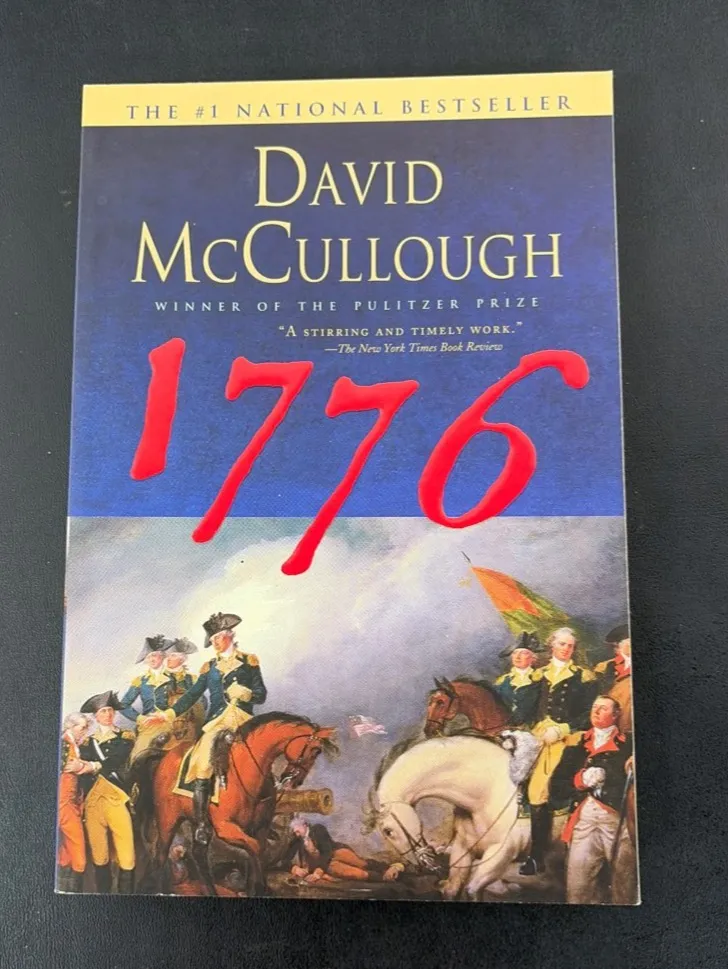 THE #1 NATIONAL BESTSELLER
DAVID
MCCULLOUGH
WINNER OF THE PULITZER PRIZE
"A STIRRING AND TIMELY WORK."
—The New York Times Book Review
1776